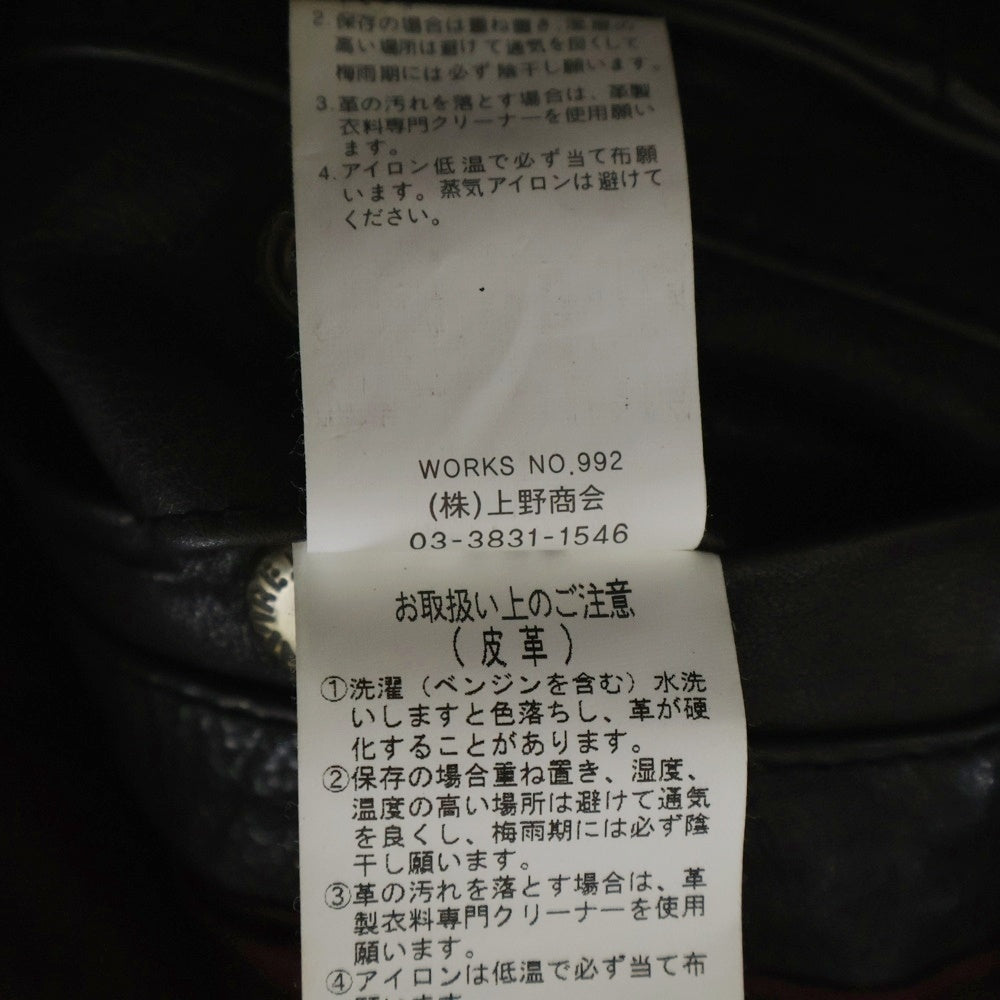 2. 保存の場合は重ね置き、湿度の
高い場所は避けて通気を良くして
梅雨期には必ず陰干し願います。
3. 革の汚れを落とす場合は、革製
衣料専門クリーナーを使用願い
ます。
4. アイロン低温で必ず当て布願
います。蒸気アイロンは避けて
ください。
WORKS NO.992
(株)上野商会
03-3831-1546
お取扱い上のご注意
(皮革)
①洗濯（ベンジンを含む）水洗
いしますと色落ちし、革が硬
化することがあります。
②保存の場合重ね置き、湿度、
温度の高い場所は避けて通気
を良くし、梅雨期には必ず陰
干し願います。
③革の汚れを落とす場合は、革
製衣料専門クリーナーを使用
願います。
④アイロンは低温で必ず当て布